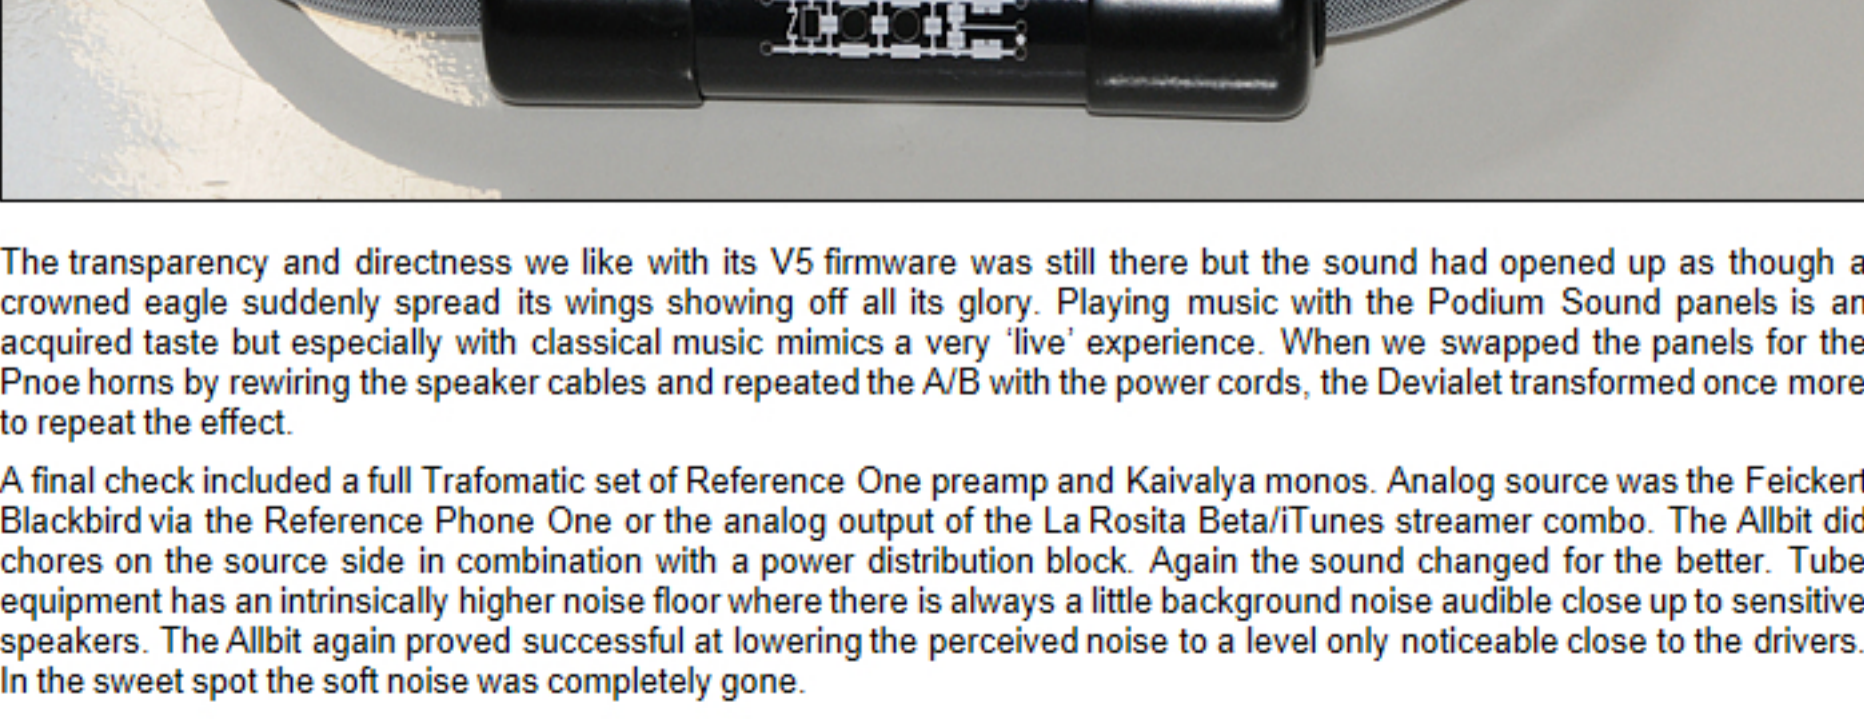 The transparency and directness we like with its V5 firmware was still there but the sound had opened up as though a
crowned eagle suddenly spread its wings showing off all its glory. Playing music with the Podium Sound panels is an
acquired taste but especially with classical music mimics a very ‘live’ experience. When we swapped the panels for the
Pnoe horns by rewiring the speaker cables and repeated the A/B with the power cords, the Devialet transformed once more
to repeat the effect.
A final check included a full Trafomatic set of Reference One preamp and Kaivalya monos. Analog source was the Feickert
Blackbird via the Reference Phone One or the analog output of the La Rosita Beta/iTunes streamer combo. The Allbit did
chores on the source side in combination with a power distribution block. Again the sound changed for the better. Tube
equipment has an intrinsically higher noise floor where there is always a little background noise audible close up to sensitive
speakers. The Allbit again proved successful at lowering the perceived noise to a level only noticeable close to the drivers.
In the sweet spot the soft noise was completely gone.